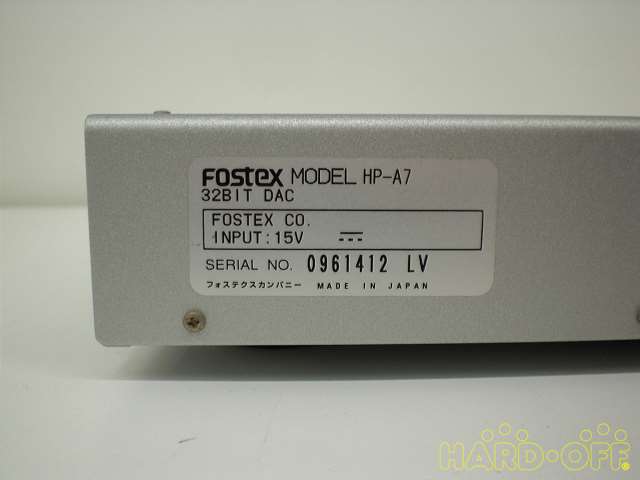 FOSTEX MODEL HP-A7
32BIT DAC
FOSTEX CO.
INPUT:15V
SERIAL NO. 0961412 LV
フォステクスカンパニー MADE IN JAPAN
HARD-OFF